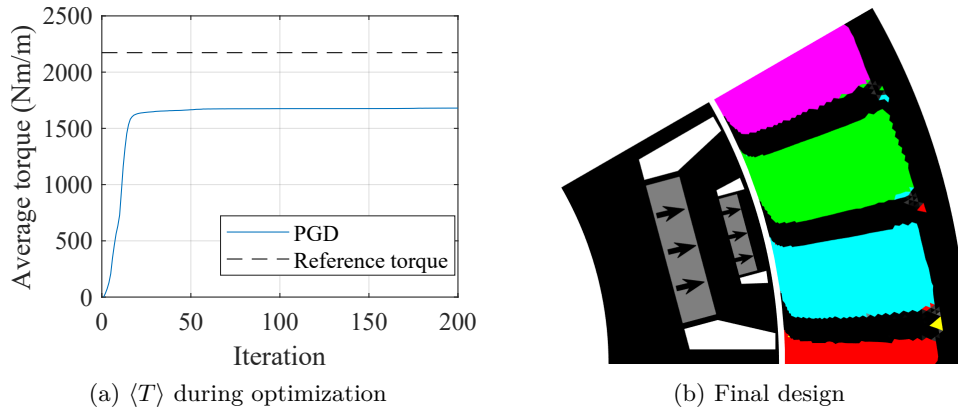 2500
2000
1500
1000
500
0
Average torque (Nm/m)
PGD
Reference torque
0 50 100 150 200
Iteration
(a) ⟨T⟩ during optimization
(b) Final design